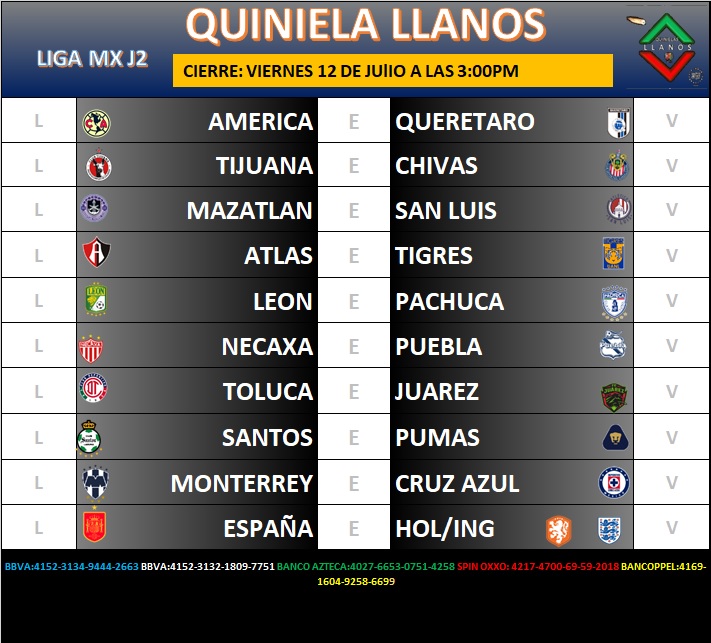 QUINIELA LLANOS
LIGA MX J2
CIERRE: VIERNES 12 DE JUlIO A LAS 3:00PM
QUINIELAS
LLANOS
L AMERICA E QUERETARO V
L TIJUANA E CHIVAS V
L MAZATLAN E SAN LUIS V
L ATLAS E TIGRES V
L LEON E PACHUCA V
L NECAXA E PUEBLA V
L TOLUCA E JUAREZ V
L SANTOS E PUMAS V
L MONTERREY E CRUZ AZUL V
L ESPAÑA E HOL/ING V
BBVA:4152-3134-9444-2663 BBVA:4152-3132-1809-7751 BANCO AZTECA:4027-6653-0751-4258 SPIN OXXO: 4217-4700-69-59-2018 BANCOPPEL:4169-
1604-9258-6699